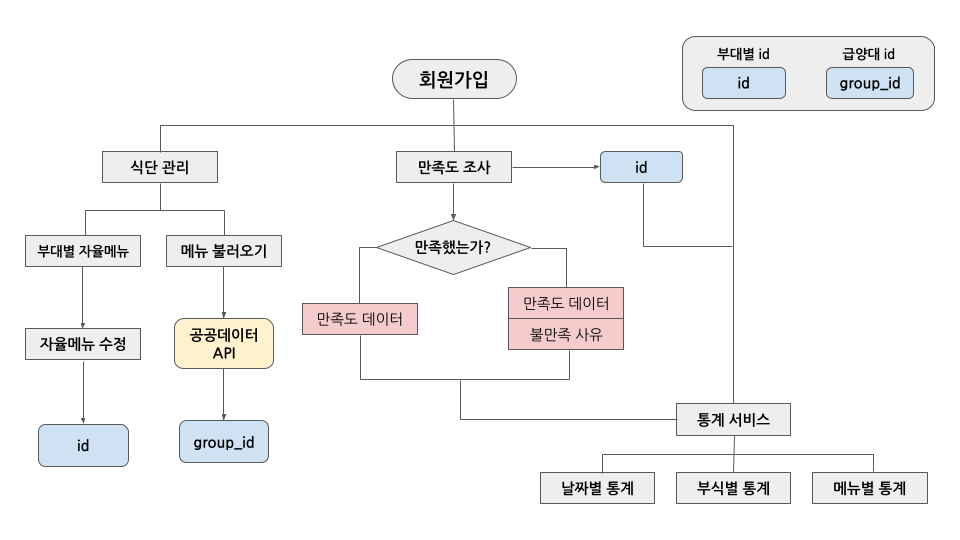 부대별 id
급양대 id
id
group_id
회원가입
식단 관리
만족도 조사
id
부대별 자율메뉴
메뉴 불러오기
만족했는가?
만족도 데이터
만족도 데이터
불만족 사유
자율메뉴 수정
공공데이터
API
id
group_id
통계 서비스
날짜별 통계
부식별 통계
메뉴별 통계